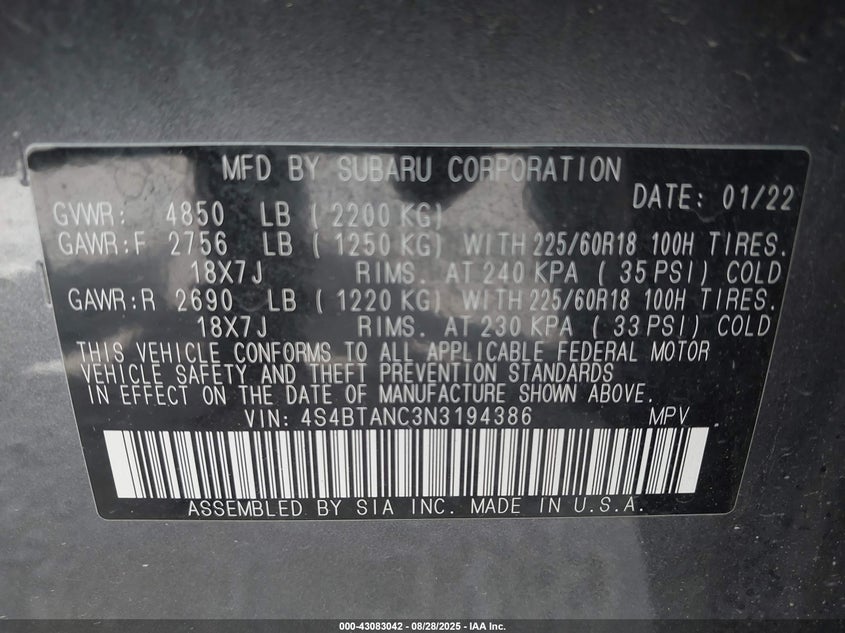 MFD BY SUBARU CORPORATION
DATE: 01/22
GVWR: 4850 LB ( 2200 KG)
GAWR:F 2756 LB ( 1250 KG) WITH 225/60R18 100H TIRES.
18X7J RIMS. AT 240 KPA ( 35 PSI) COLD
GAWR:R 2690 LB ( 1220 KG) WITH 225/60R18 100H TIRES.
18X7J RIMS. AT 230 KPA ( 33 PSI) COLD
THIS VEHICLE CONFORMS TO ALL APPLICABLE FEDERAL MOTOR
VEHICLE SAFETY AND THEFT PREVENTION STANDARDS
IN EFFECT ON THE DATE OF MANUFACTURE SHOWN ABOVE.
VIN: 4S4BTANC3N3194386 MPV
ASSEMBLED BY SIA INC. MADE IN U.S.A.
000-43083042 - 08/28/2025 - IAA Inc.